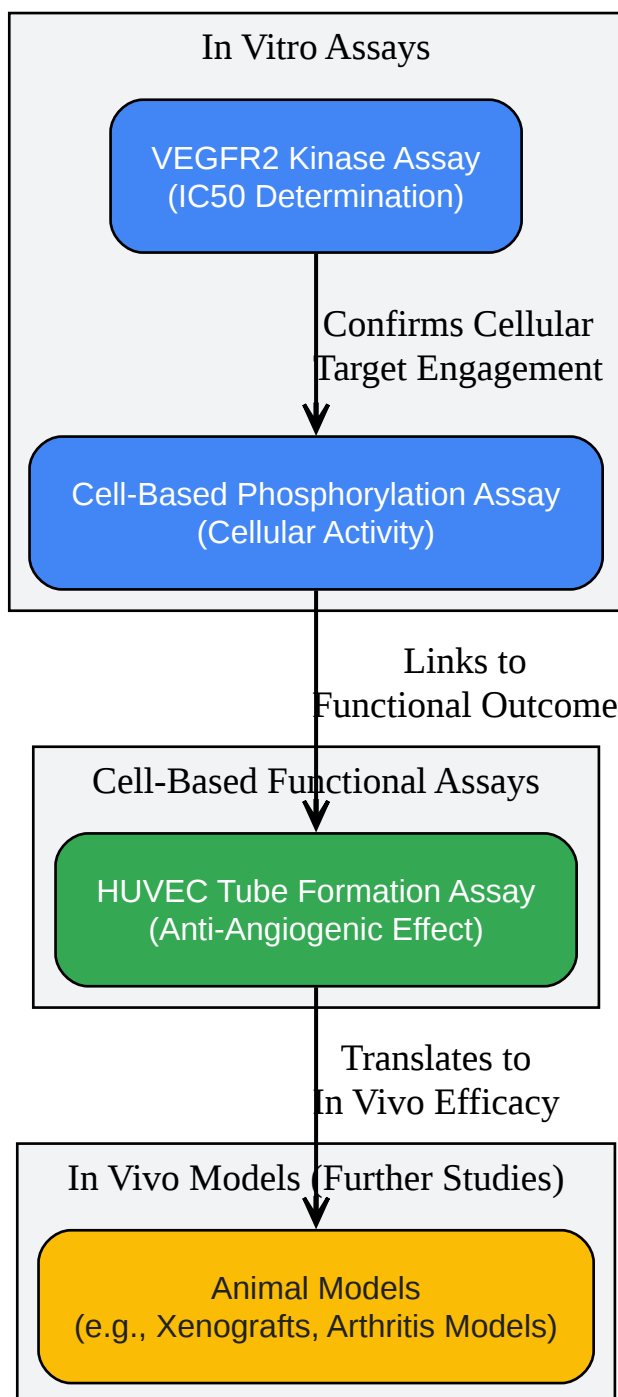 In Vitro Assays
VEGFR2 Kinase Assay
(IC50 Determination)
Confirms Cellular
Target Engagement
Cell-Based Phosphorylation Assay
(Cellular Activity)
Links to
Functional Outcome
Cell-Based Functional Assays
HUVEC Tube Formation Assay
(Anti-Angiogenic Effect)
Translates to
In Vivo Efficacy
In Vivo Models (Further Studies)
Animal Models
(e.g., Xenografts, Arthritis Models)